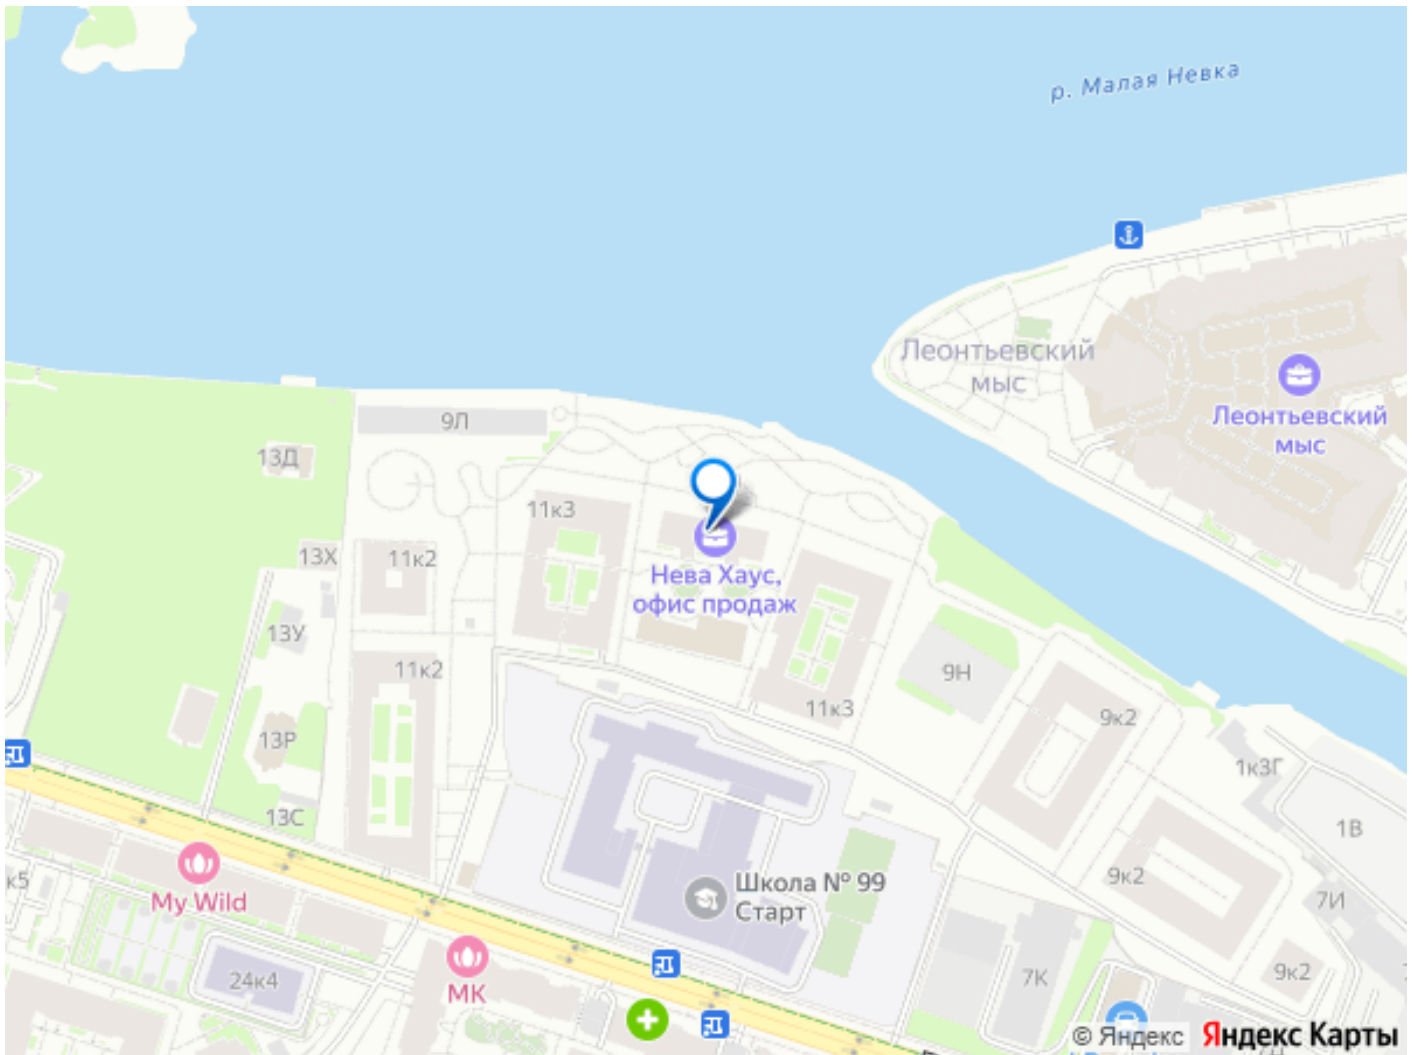 р. Малая Невка
Леонтьевский
мыс
Леонтьевский
мыс
9Л
13Д
11к3
13Х
11к2
Нева Хаус,
офис продаж
13У
11к2
9Н
11к3
9к2
13Р
1к3Г
13С
1В
к5
My Wild
Школа № 99
Старт
9к2
7И
24к4
МК
7К
9к2
© Яндекс Яндекс Карты